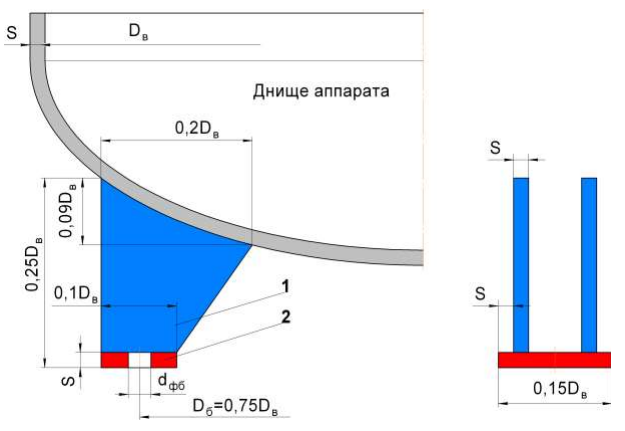 S
Dв
Днище аппарата
0,2Dв
0,09Dв
0,25Dв
0,1Dв
1
2
S
dфб
Dб=0,75Dв
S
S
0,15Dв